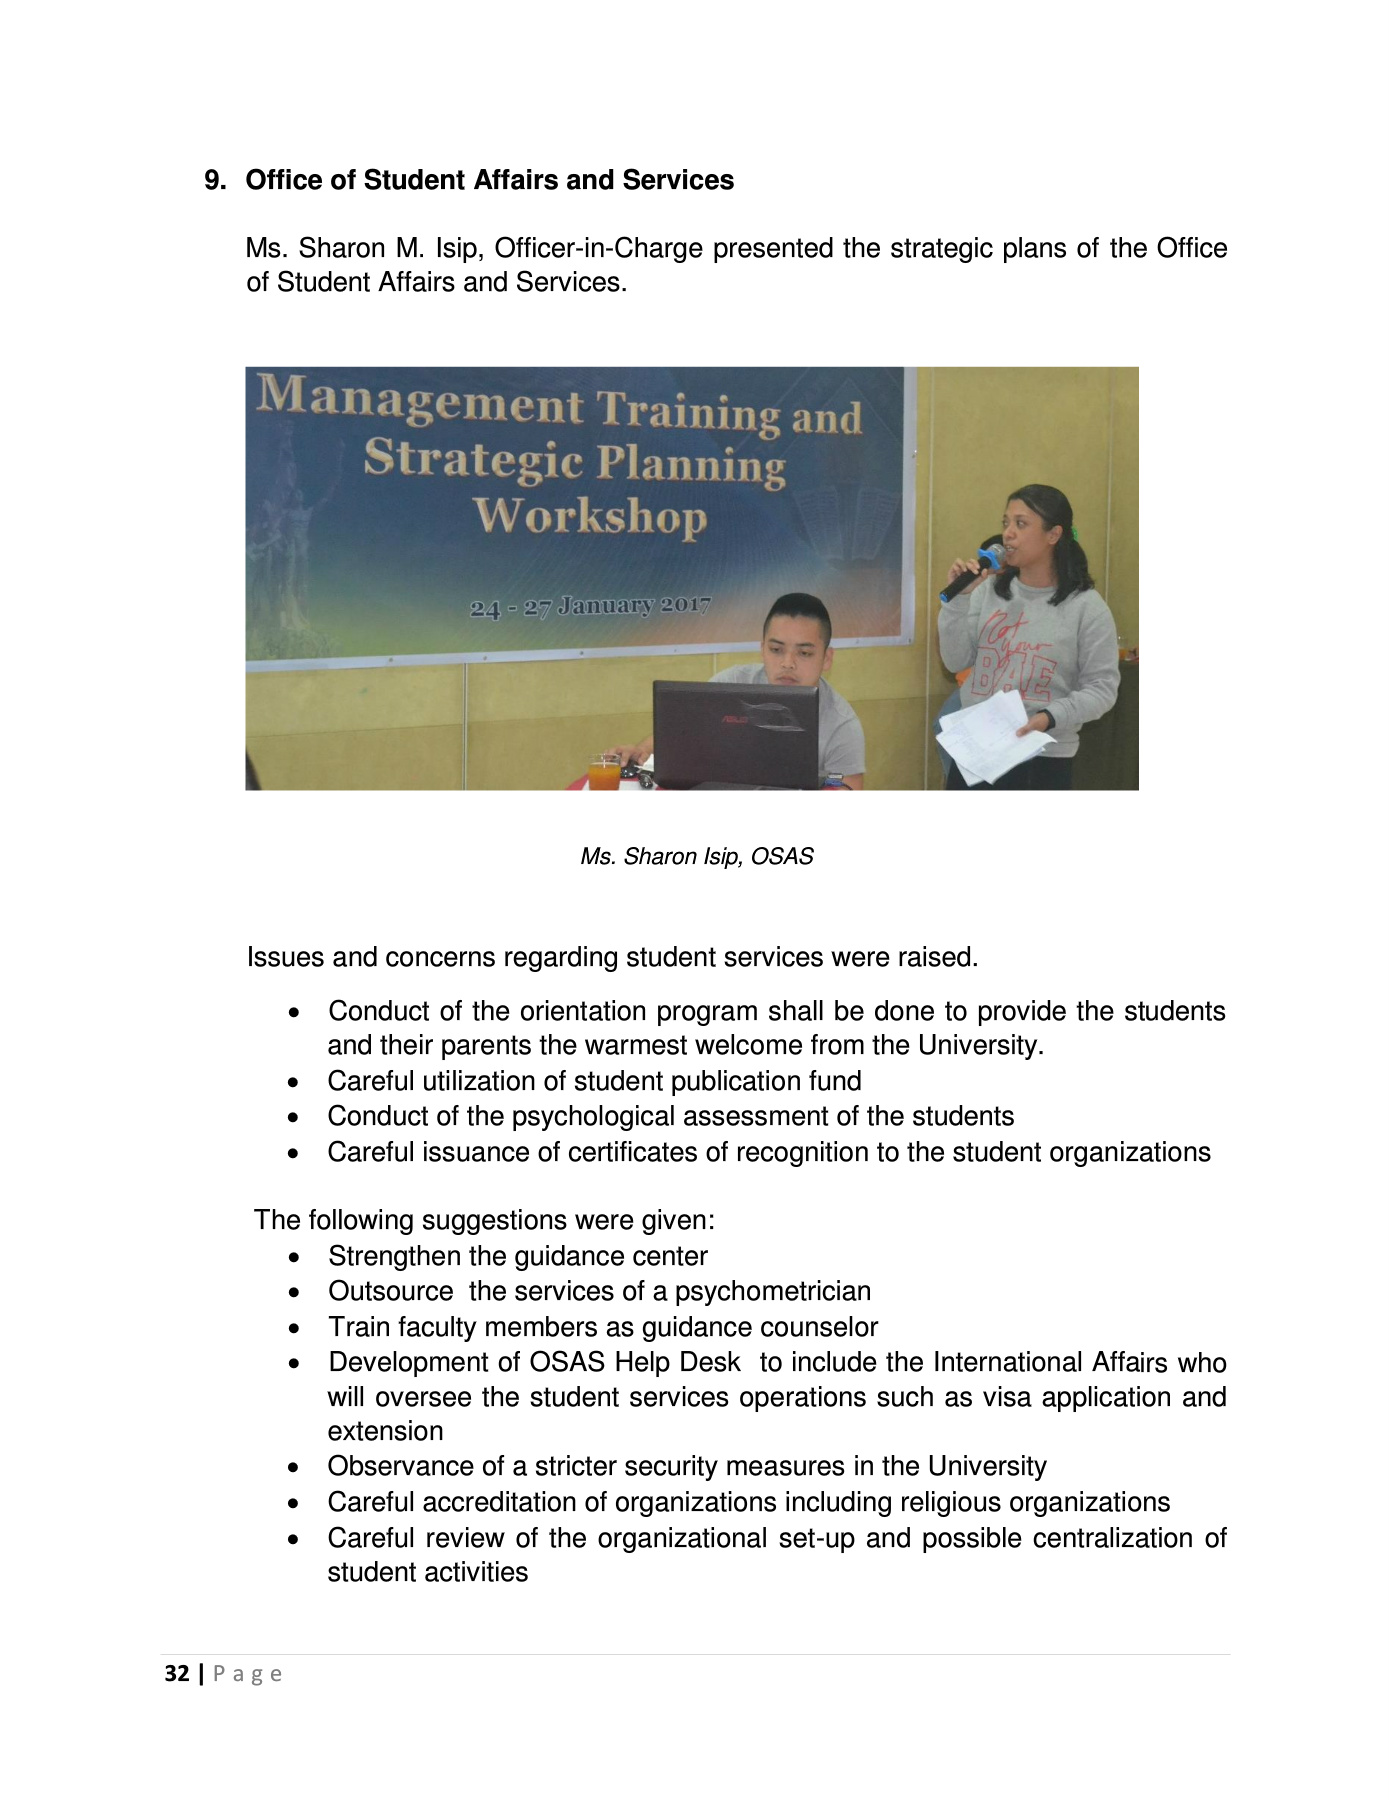 9. Office of Student Affairs and Services
Ms. Sharon M. Isip, Officer-in-Charge presented the strategic plans of the Office
of Student Affairs and Services.
Management Training and
Strategic Planning
Workshop
24 - 27 January 2017
Not
your
BAE
ASUS
Ms. Sharon Isip, OSAS
Issues and concerns regarding student services were raised.
• Conduct of the orientation program shall be done to provide the students
and their parents the warmest welcome from the University.
• Careful utilization of student publication fund
• Conduct of the psychological assessment of the students
• Careful issuance of certificates of recognition to the student organizations
The following suggestions were given:
• Strengthen the guidance center
• Outsource the services of a psychometrician
• Train faculty members as guidance counselor
• Development of OSAS Help Desk to include the International Affairs who
will oversee the student services operations such as visa application and
extension
• Observance of a stricter security measures in the University
• Careful accreditation of organizations including religious organizations
• Careful review of the organizational set-up and possible centralization of
student activities
32 | Page